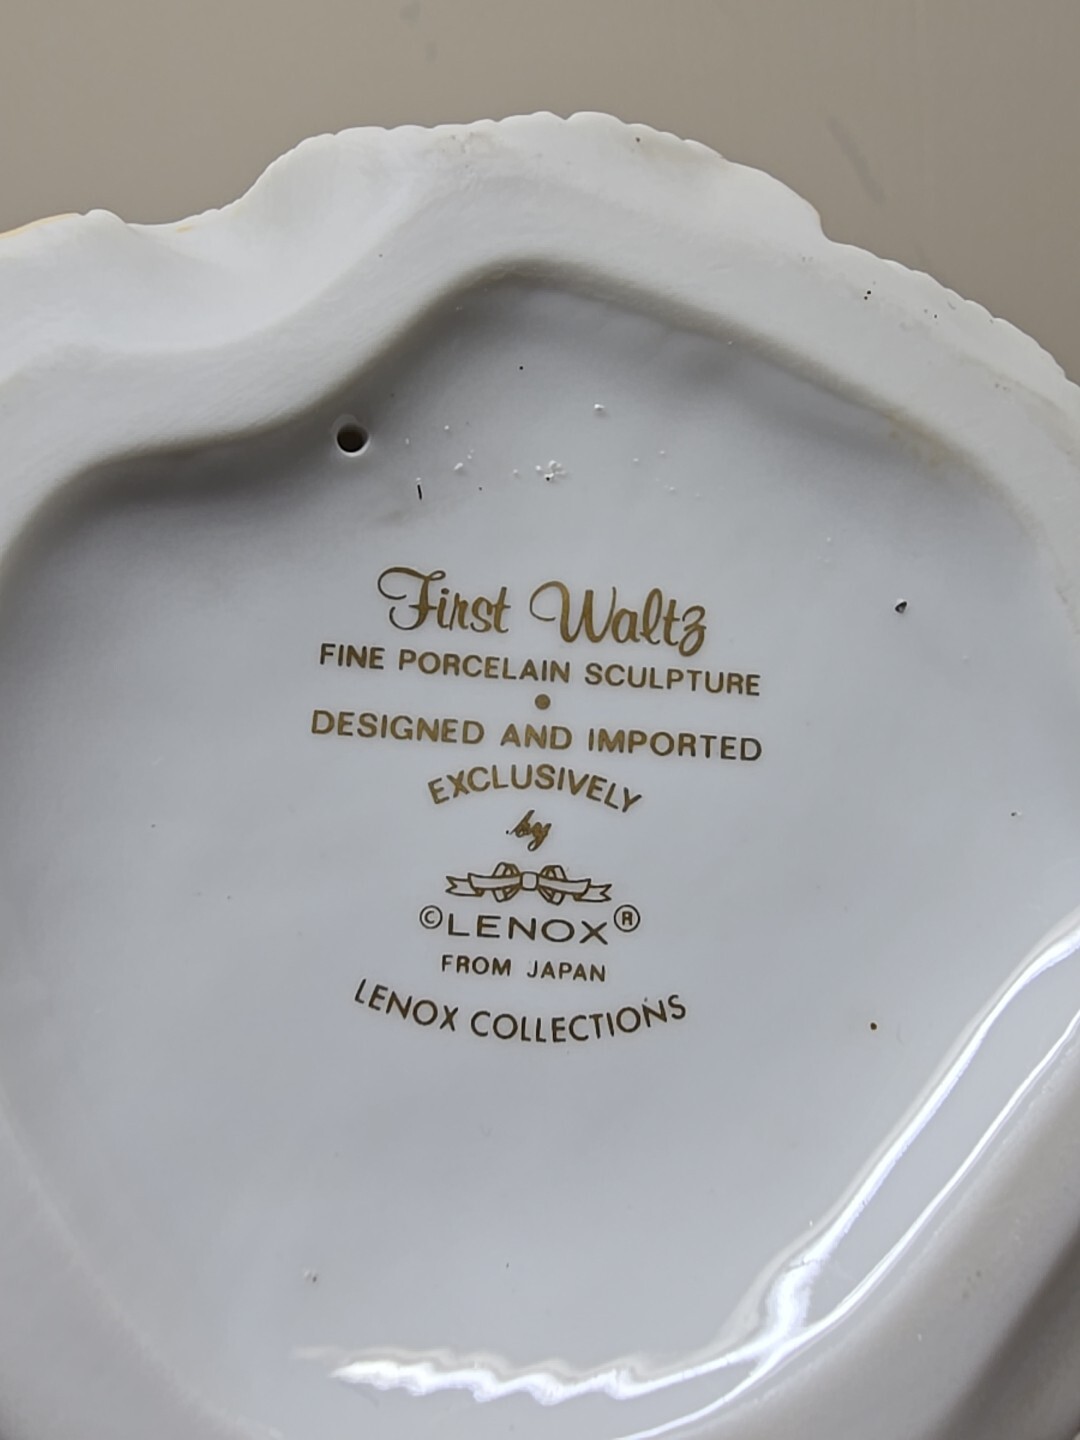 First Waltz
FINE PORCELAIN SCULPTURE
•
DESIGNED AND IMPORTED
EXCLUSIVELY
by
©LENOX®
FROM JAPAN
LENOX COLLECTIONS